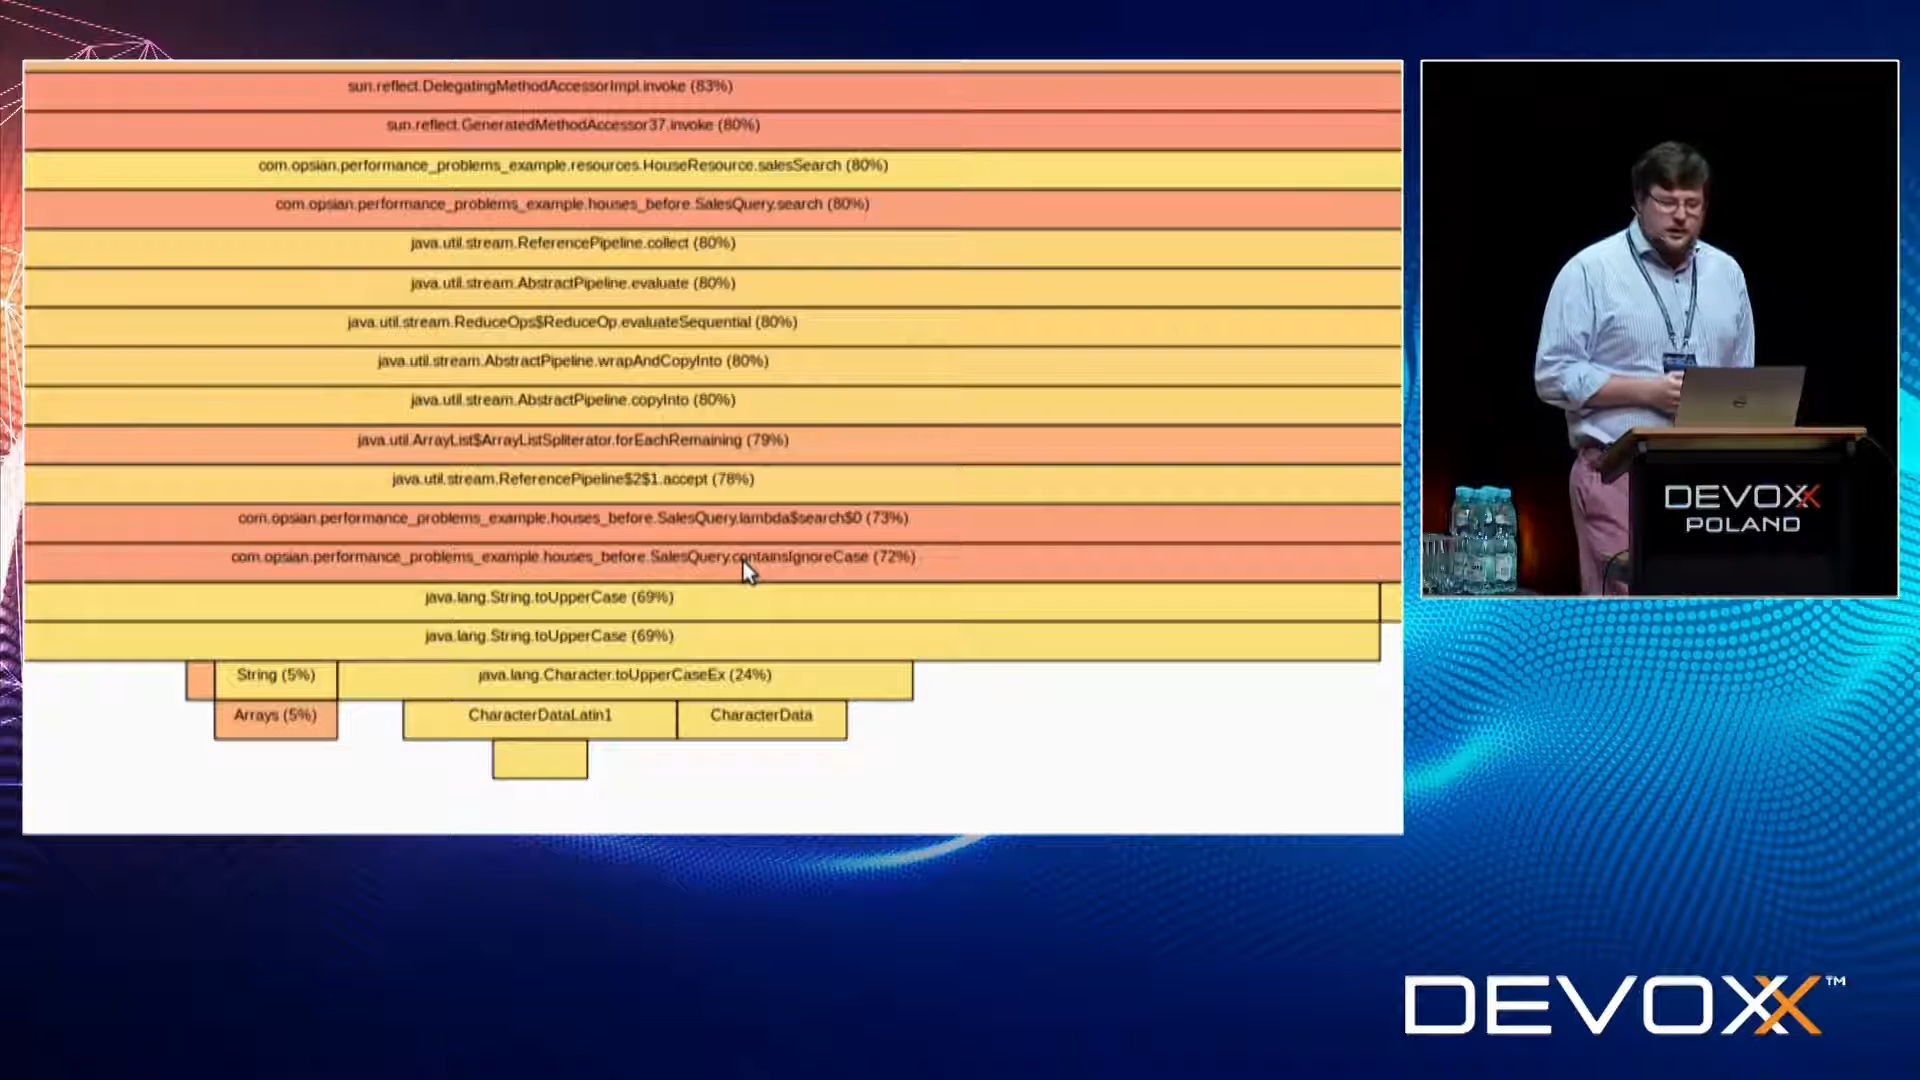 sun.reflect.DelegatingMethodAccessorImpl.invoke (83%)
sun.reflect.GeneratedMethodAccessor37.invoke (80%)
com.opsian.performance_problems_example.resources.HouseResource.salesSearch (80%)
com.opsian.performance_problems_example.houses_before.SalesQuery.search (80%)
java.util.stream.ReferencePipeline.collect (80%)
java.util.stream.AbstractPipeline.evaluate (80%)
java.util.stream.ReduceOps$ReduceOp.evaluateSequential (80%)
java.util.stream.AbstractPipeline.wrapAndCopyInto (80%)
java.util.stream.AbstractPipeline.copyInto (80%)
java.util.ArrayList$ArrayListSpliterator.forEachRemaining (79%)
java.util.stream.ReferencePipeline$2$1.accept (78%)
com.opsian.performance_problems_example.houses_before.SalesQuery.lambda$search$0 (73%)
com.opsian.performance_problems_example.houses_before.SalesQuery.containsIgnoreCase (72%)
java.lang.String.toUpperCase (69%)
java.lang.String.toUpperCase (69%)
String (5%) java.lang.Character.toUpperCaseEx (24%)
Arrays (5%) CharacterDataLatin1 CharacterData
DEVOXX
POLAND
DEVOXX™